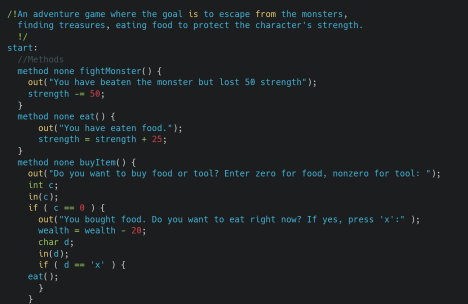 /!An adventure game where the goal is to escape from the monsters,
finding treasures, eating food to protect the character's strength.
!/
start:
//Methods
method none fightMonster() {
out("You have beaten the monster but lost 50 strength");
strength -= 50;
}
method none eat() {
out("You have eaten food.");
strength = strength + 25;
}
method none buyItem() {
out("Do you want to buy food or tool? Enter zero for food, nonzero for tool: ");
int c;
in(c);
if ( c == 0 ) {
out("You bought food. Do you want to eat right now? If yes, press 'x':" );
wealth = wealth - 20;
char d;
in(d);
if ( d == 'x' ) {
eat();
}
}